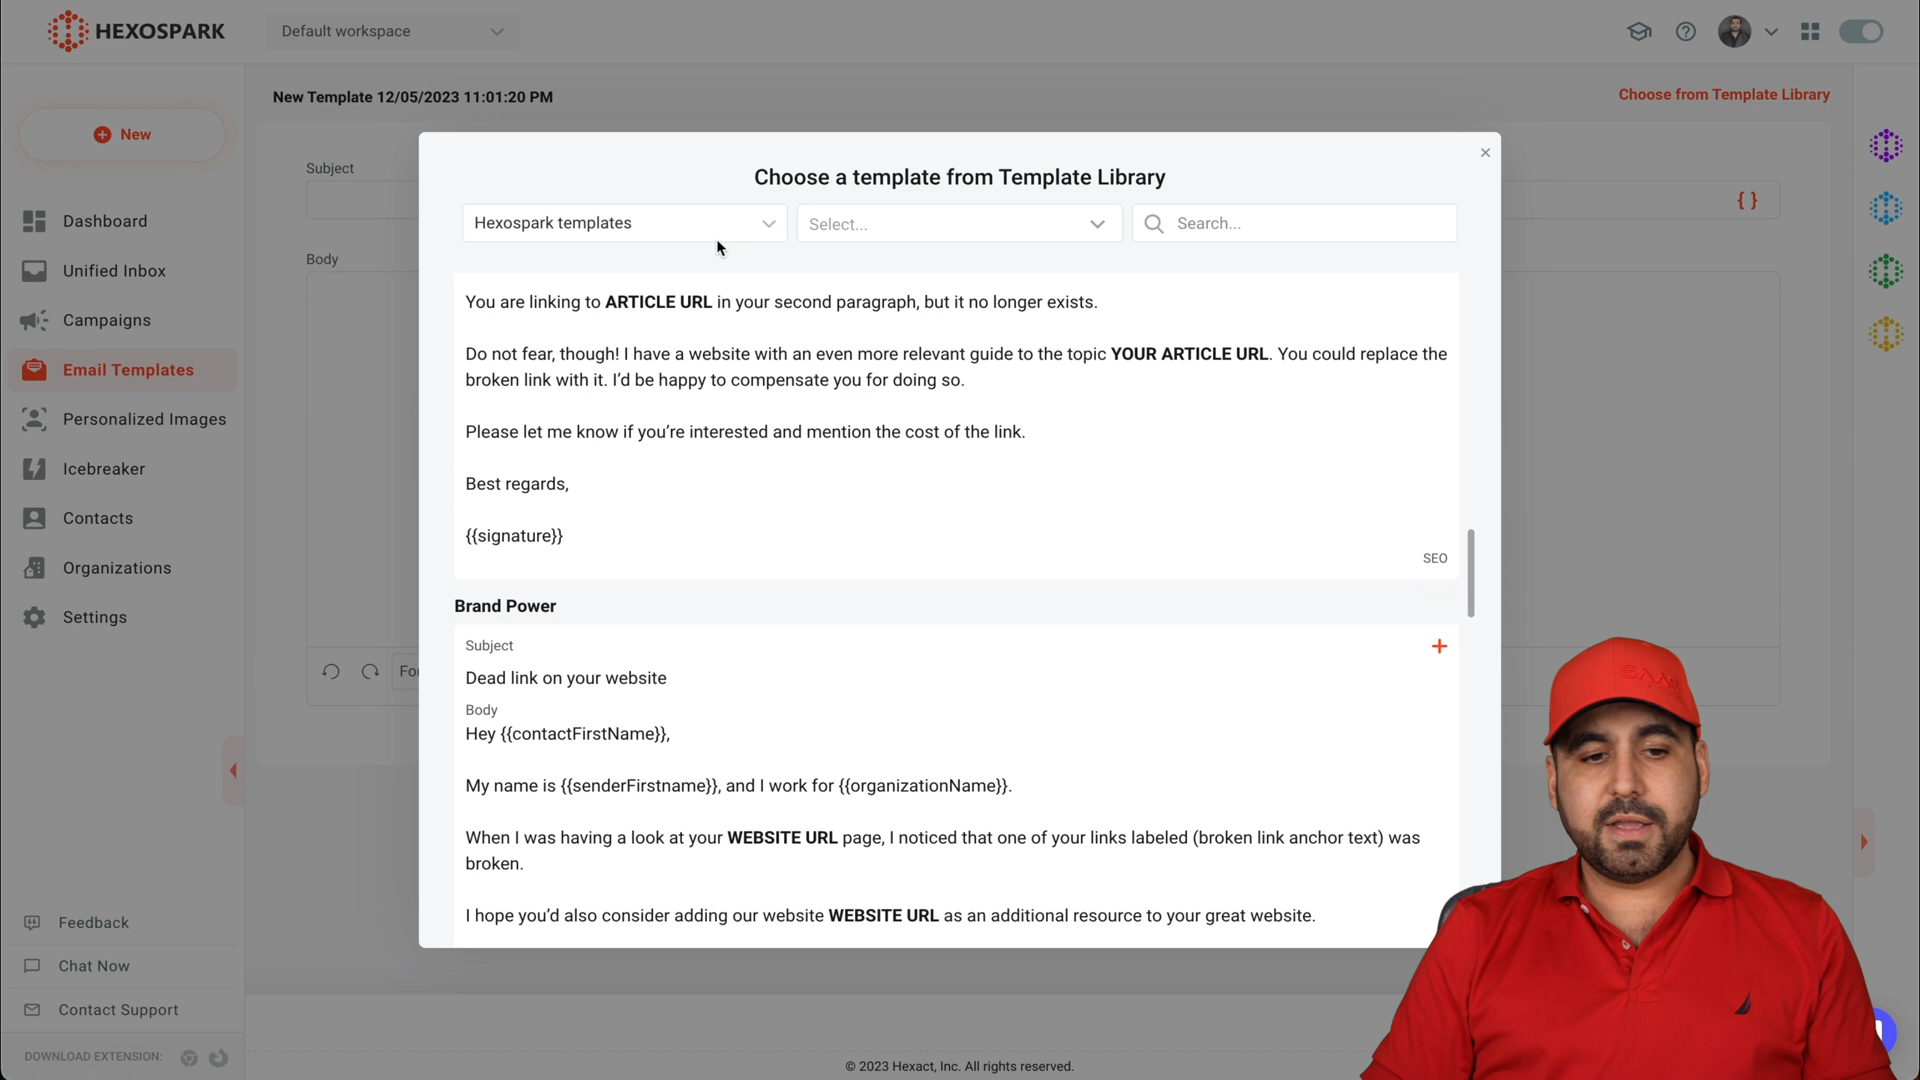 HEXOSPARK
Default workspace
New Template 12/05/2023 11:01:20 PM
Choose from Template Library
New
Subject
{ }
Body
Dashboard
Unified Inbox
Campaigns
Email Templates
Personalized Images
Icebreaker
Contacts
Organizations
Settings
Fo
Feedback
Chat Now
Contact Support
DOWNLOAD EXTENSION:
Choose a template from Template Library
Hexospark templates
Select...
Search...
You are linking to ARTICLE URL in your second paragraph, but it no longer exists.
Do not fear, though! I have a website with an even more relevant guide to the topic YOUR ARTICLE URL. You could replace the
broken link with it. I’d be happy to compensate you for doing so.
Please let me know if you’re interested and mention the cost of the link.
Best regards,
{{signature}}
SEO
Brand Power
Subject
Dead link on your website
Body
Hey {{contactFirstName}},
My name is {{senderFirstname}}, and I work for {{organizationName}}.
When I was having a look at your WEBSITE URL page, I noticed that one of your links labeled (broken link anchor text) was
broken.
I hope you’d also consider adding our website WEBSITE URL as an additional resource to your great website.
© 2023 Hexact, Inc. All rights reserved.